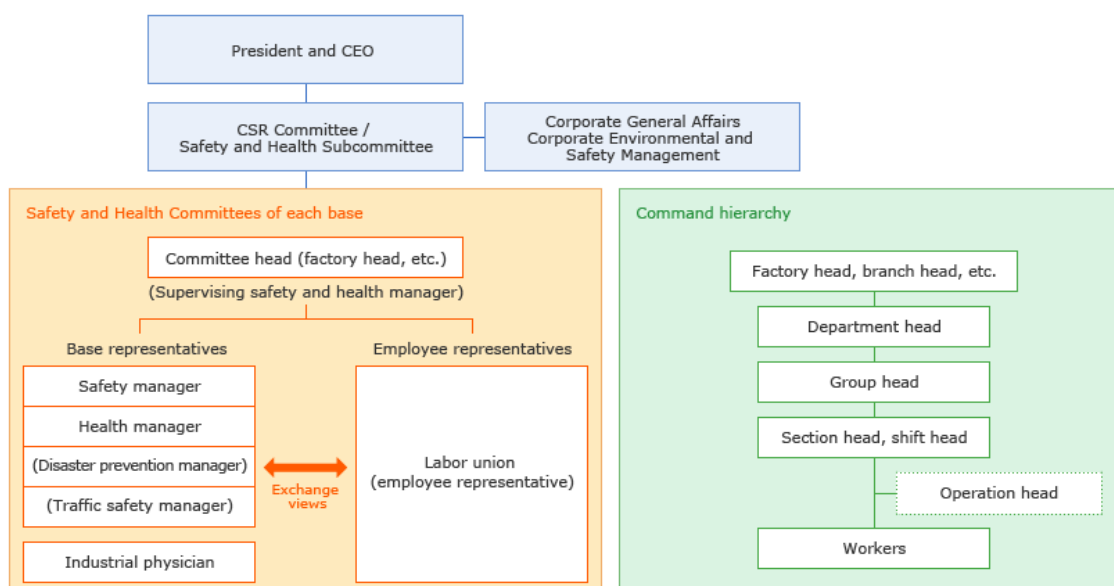 President and CEO
CSR Committee /
Safety and Health Subcommittee
Corporate General Affairs
Corporate Environmental and
Safety Management
Safety and Health Committees of each base
Committee head (factory head, etc.)
(Supervising safety and health manager)
Base representatives
Safety manager
Health manager
(Disaster prevention manager)
(Traffic safety manager)
Industrial physician
Exchange
views
Employee representatives
Labor union
(employee representative)
Command hierarchy
Factory head, branch head, etc.
Department head
Group head
Section head, shift head
Operation head
Workers